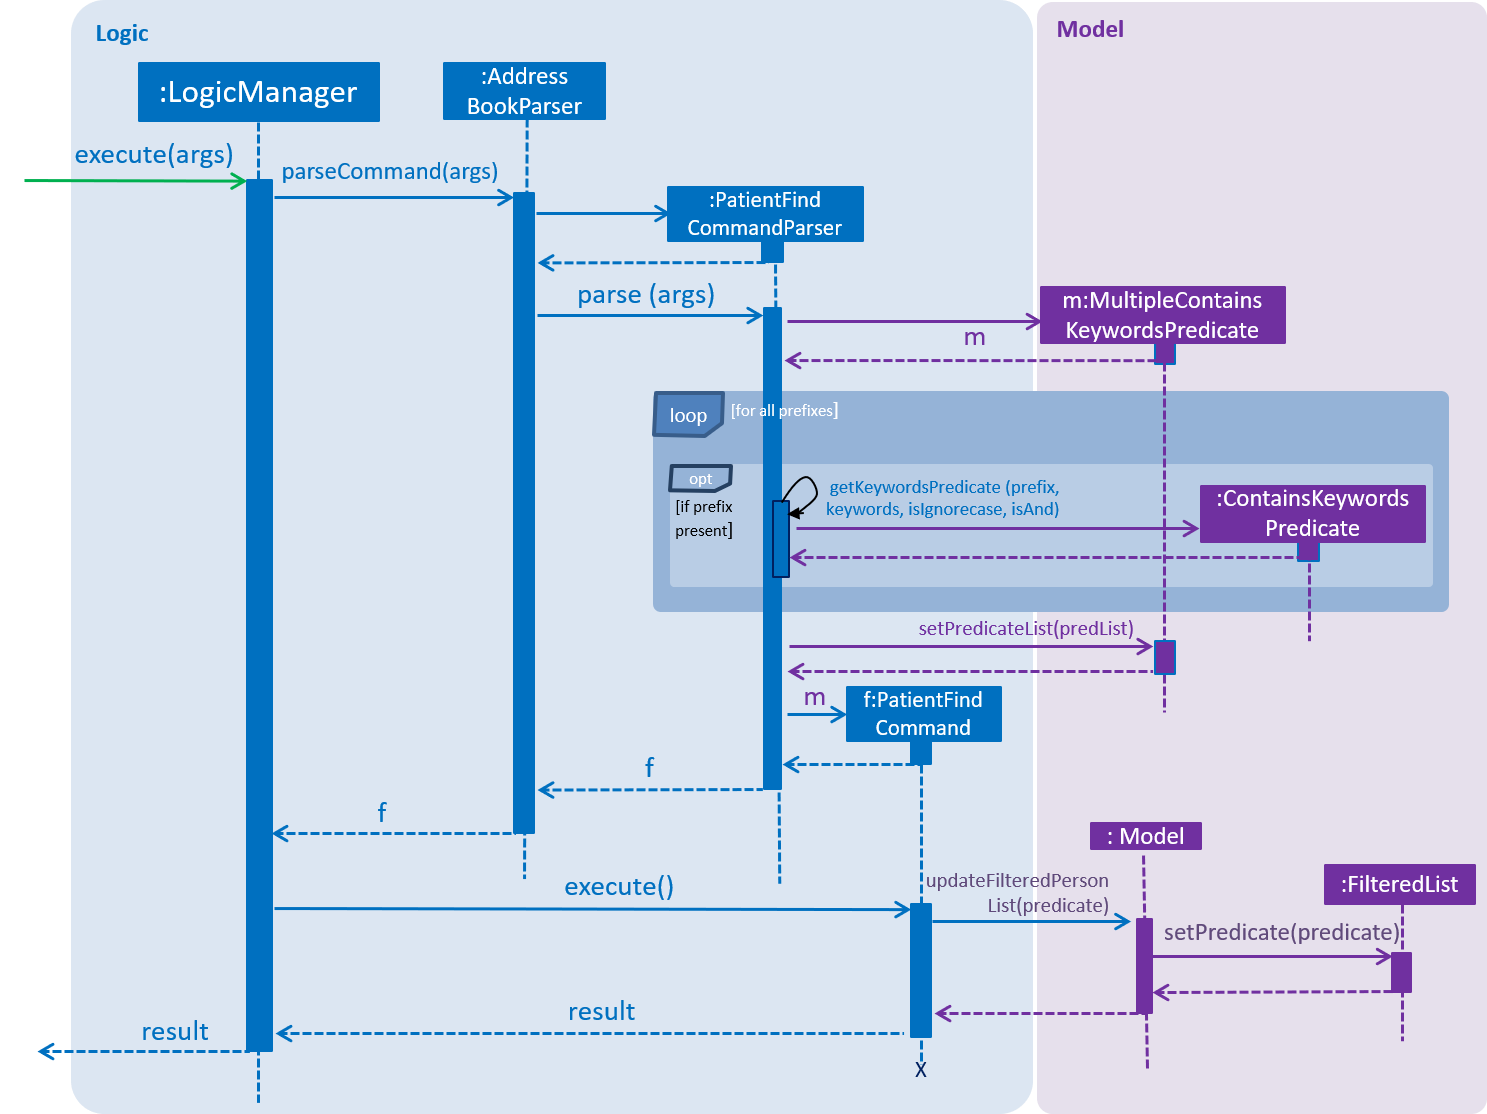 Logic
Model
:LogicManager
:Address
BookParser
execute(args)
parseCommand(args)
:PatientFind
CommandParser
parse (args)
m:MultipleContains
KeywordsPredicate
m
loop
[for all prefixes]
opt
[if prefix
present]
getKeywordsPredicate (prefix,
keywords, isIgnorecase, isAnd)
:ContainsKeywords
Predicate
setPredicateList(predList)
m
f:PatientFind
Command
f
f
: Model
:FilteredList
execute()
updateFilteredPerson
List(predicate)
setPredicate(predicate)
result
result
X